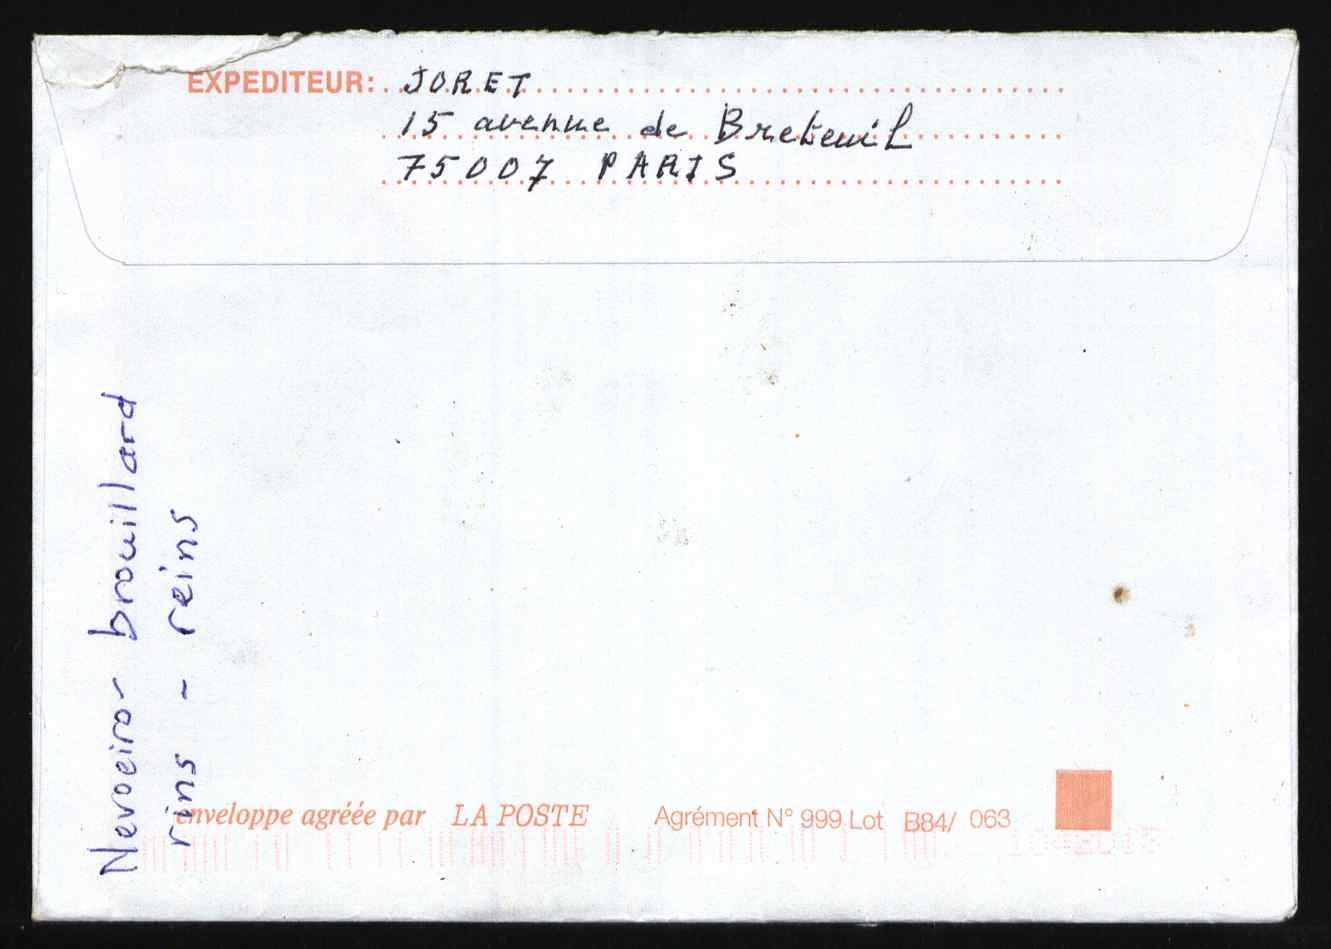 EXPEDITEUR: JORET
15 avenue de Breteuil
75007 PARIS
Nevoeiro - brouillard
rins - reins
enveloppe agréée par LA POSTE Agrément N° 999 Lot B84/ 063
1042012